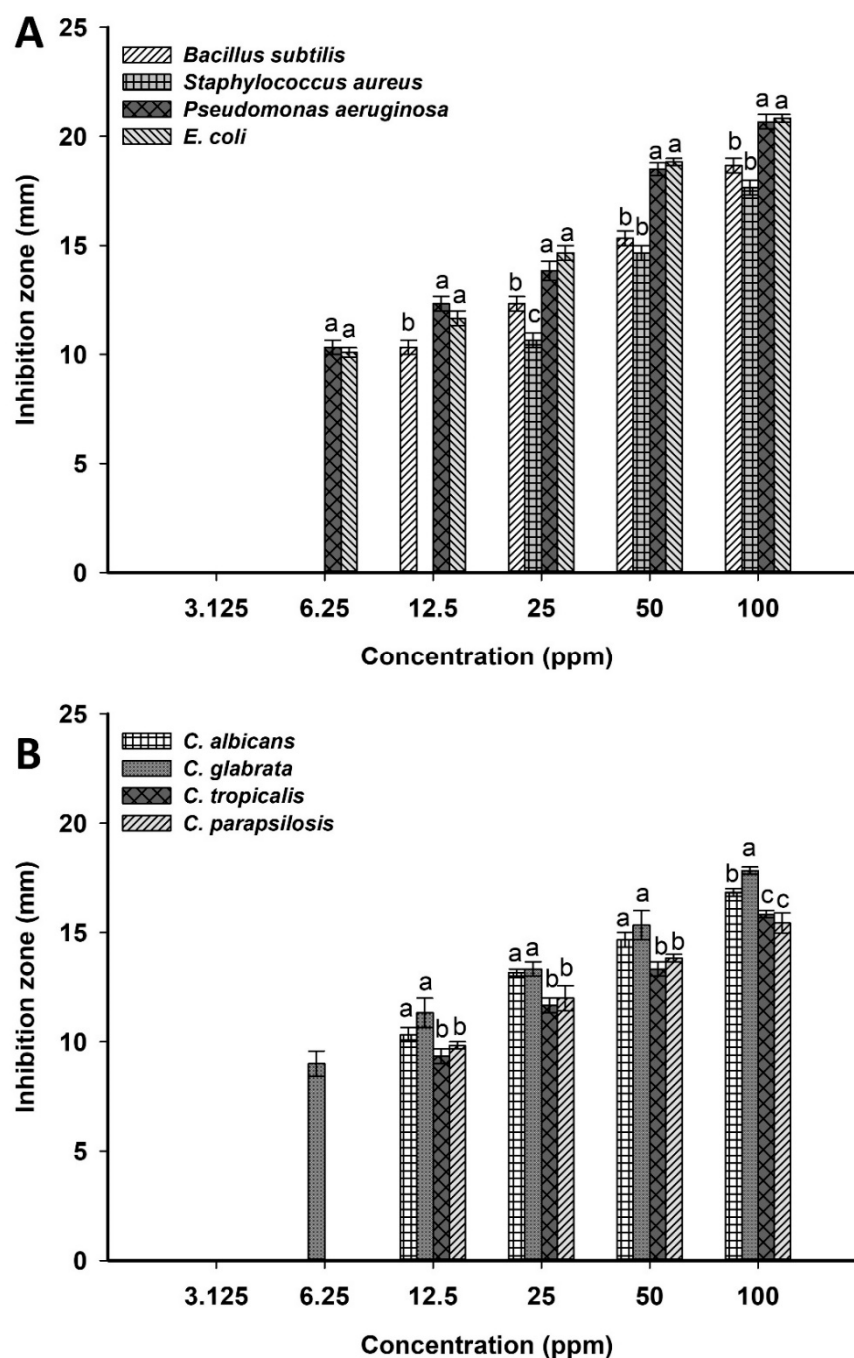 A
25
20
15
10
5
0
Inhibition zone (mm)
Bacillus subtilis
Staphylococcus aureus
Pseudomonas aeruginosa
E. coli
a a
b a a
b c a a
b b a a
b b a a
3.125 6.25 12.5 25 50 100
Concentration (ppm)
B
25
20
15
10
5
0
Inhibition zone (mm)
C. albicans
C. glabrata
C. tropicalis
C. parapsilosis
a a b b
a a b b
a a b b
b a c c
3.125 6.25 12.5 25 50 100
Concentration (ppm)